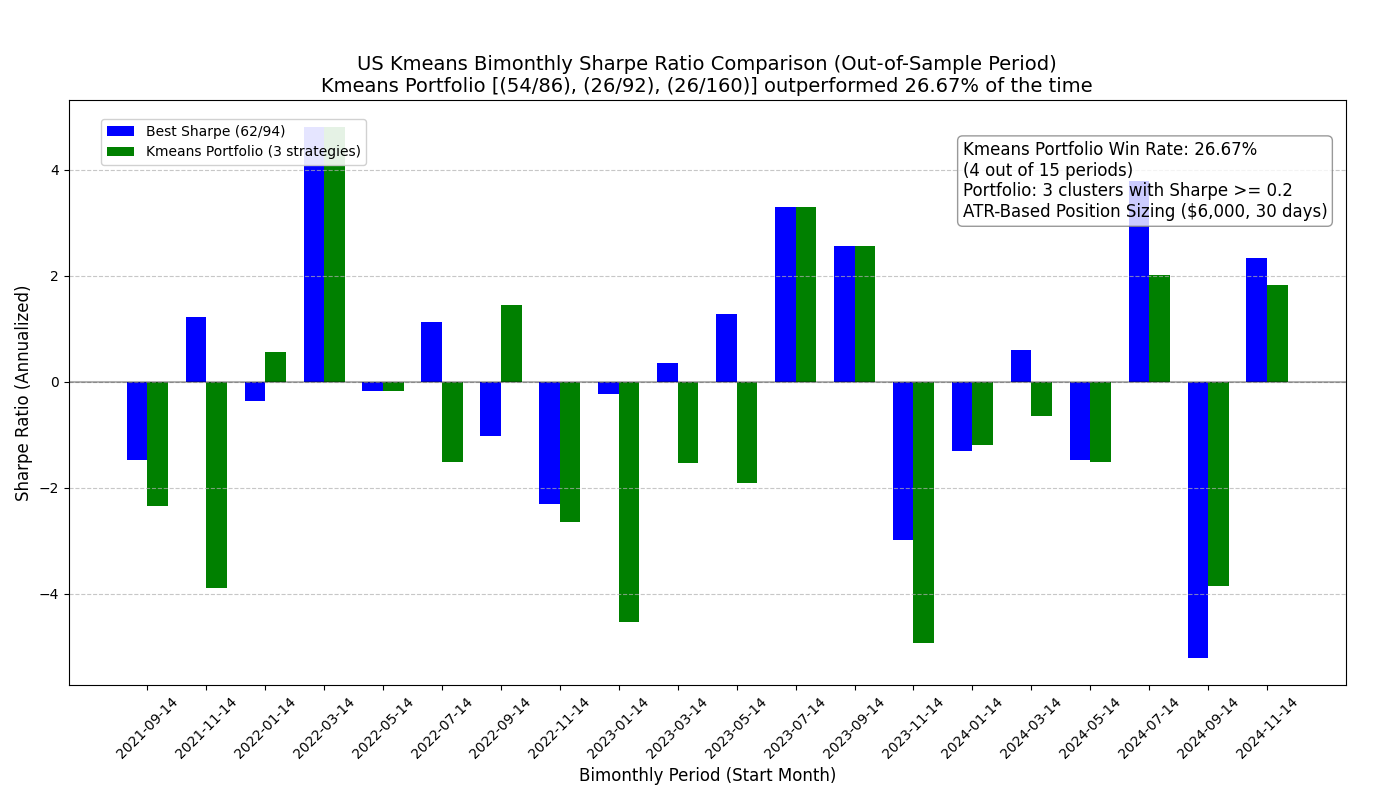 US Kmeans Bimonthly Sharpe Ratio Comparison (Out-of-Sample Period)
Kmeans Portfolio [(54/86), (26/92), (26/160)] outperformed 26.67% of the time
Best Sharpe (62/94)
Kmeans Portfolio (3 strategies)
Kmeans Portfolio Win Rate: 26.67%
(4 out of 15 periods)
Portfolio: 3 clusters with Sharpe >= 0.2
ATR-Based Position Sizing ($6,000, 30 days)
Sharpe Ratio (Annualized)
4
2
0
−2
−4
2021-09-14
2021-11-14
2022-01-14
2022-03-14
2022-05-14
2022-07-14
2022-09-14
2022-11-14
2023-01-14
2023-03-14
2023-05-14
2023-07-14
2023-09-14
2023-11-14
2024-01-14
2024-03-14
2024-05-14
2024-07-14
2024-09-14
2024-11-14
Bimonthly Period (Start Month)